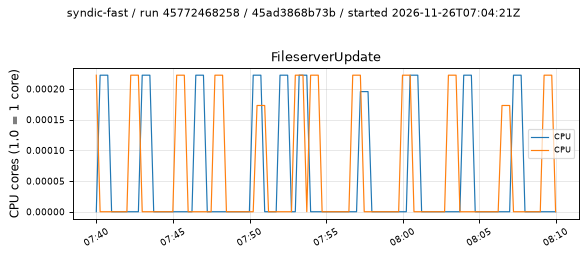 syndic-fast / run 45772468258 / 45ad3868b73b / started 2026-11-26T07:04:21Z
FileserverUpdate
CPU cores (1.0 = 1 core)
0.00020
0.00015
0.00010
0.00005
0.00000
CPU
CPU
07:40
07:45
07:50
07:55
08:00
08:05
08:10